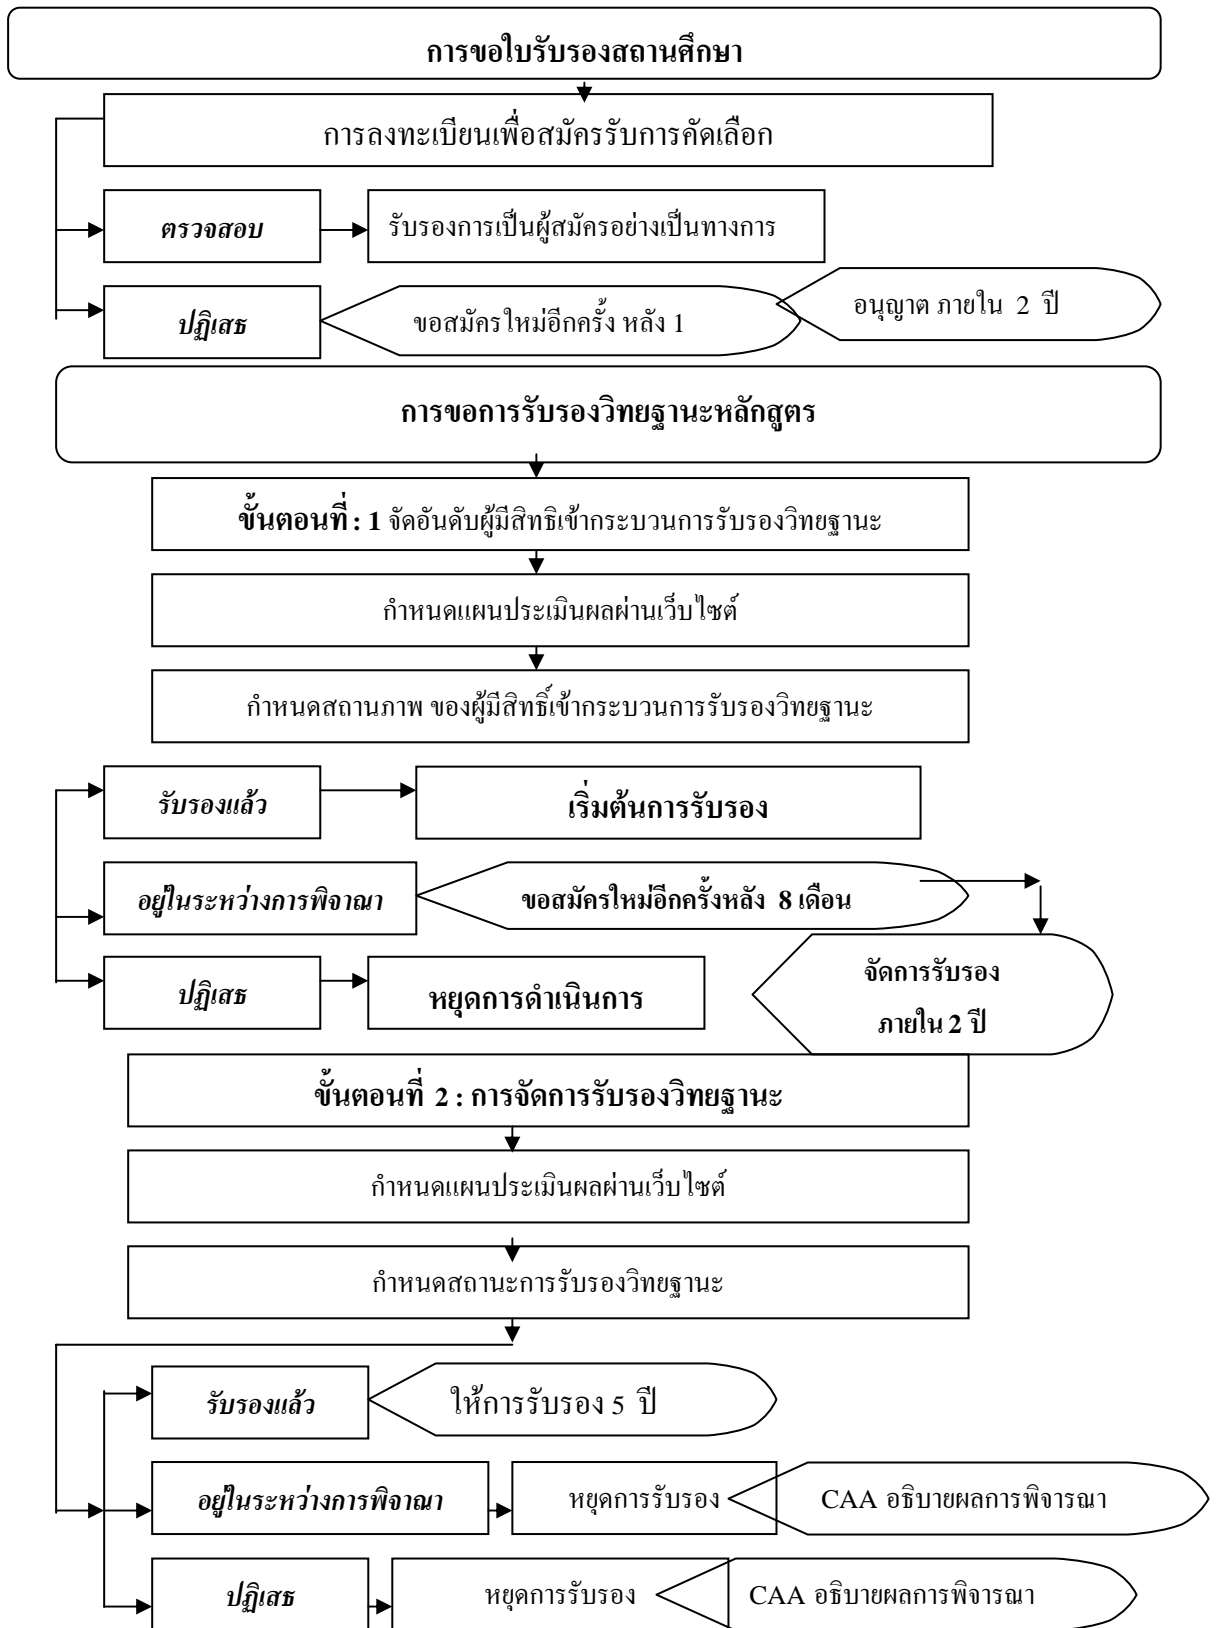 การขอใบรับรองสถานศึกษา
การลงทะเบียนเพื่อสมัครรับการคัดเลือก
ตรวจสอบ
รับรองการเป็นผู้สมัครอย่างเป็นทางการ
ปฏิเสธ
ขอสมัครใหม่อีกครั้ง หลัง 1
อนุญาต ภายใน 2 ปี
การขอการรับรองวิทยฐานะหลักสูตร
ขั้นตอนที่ : 1 จัดอันดับผู้มีสิทธิเข้ากระบวนการรับรองวิทยฐานะ
กำหนดแผนประเมินผลผ่านเว็บไซต์
กำหนดสถานภาพ ของผู้มีสิทธิ์เข้ากระบวนการรับรองวิทยฐานะ
รับรองแล้ว
เริ่มต้นการรับรอง
อยู่ในระหว่างการพิจาณา
ขอสมัครใหม่อีกครั้งหลัง 8 เดือน
ปฏิเสธ
หยุดการดำเนินการ
จัดการรับรอง
ภายใน 2 ปี
ขั้นตอนที่ 2 : การจัดการรับรองวิทยฐานะ
กำหนดแผนประเมินผลผ่านเว็บไซต์
กำหนดสถานะการรับรองวิทยฐานะ
รับรองแล้ว
ให้การรับรอง 5 ปี
อยู่ในระหว่างการพิจาณา
หยุดการรับรอง
CAA อธิบายผลการพิจารณา
ปฏิเสธ
หยุดการรับรอง
CAA อธิบายผลการพิจารณา